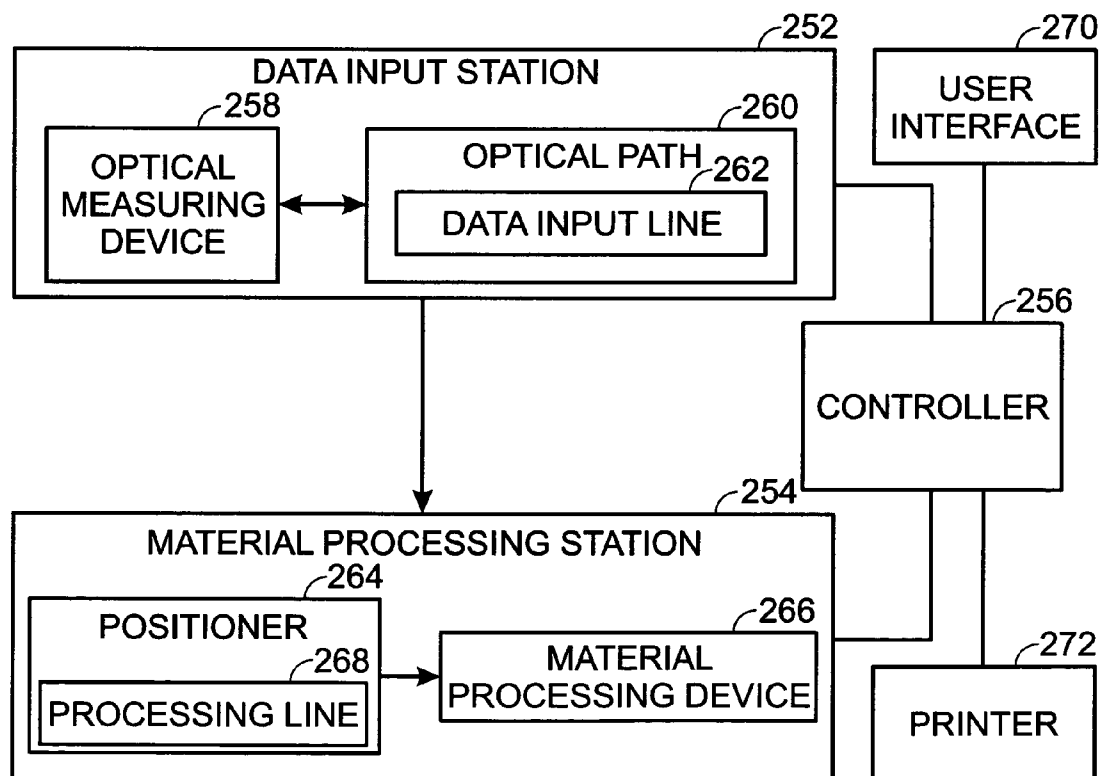 252
DATA INPUT STATION
258
OPTICAL
MEASURING
DEVICE
260
OPTICAL PATH
262
DATA INPUT LINE
270
USER
INTERFACE
256
CONTROLLER
254
MATERIAL PROCESSING STATION
264
POSITIONER
268
PROCESSING LINE
266
MATERIAL
PROCESSING DEVICE
272
PRINTER